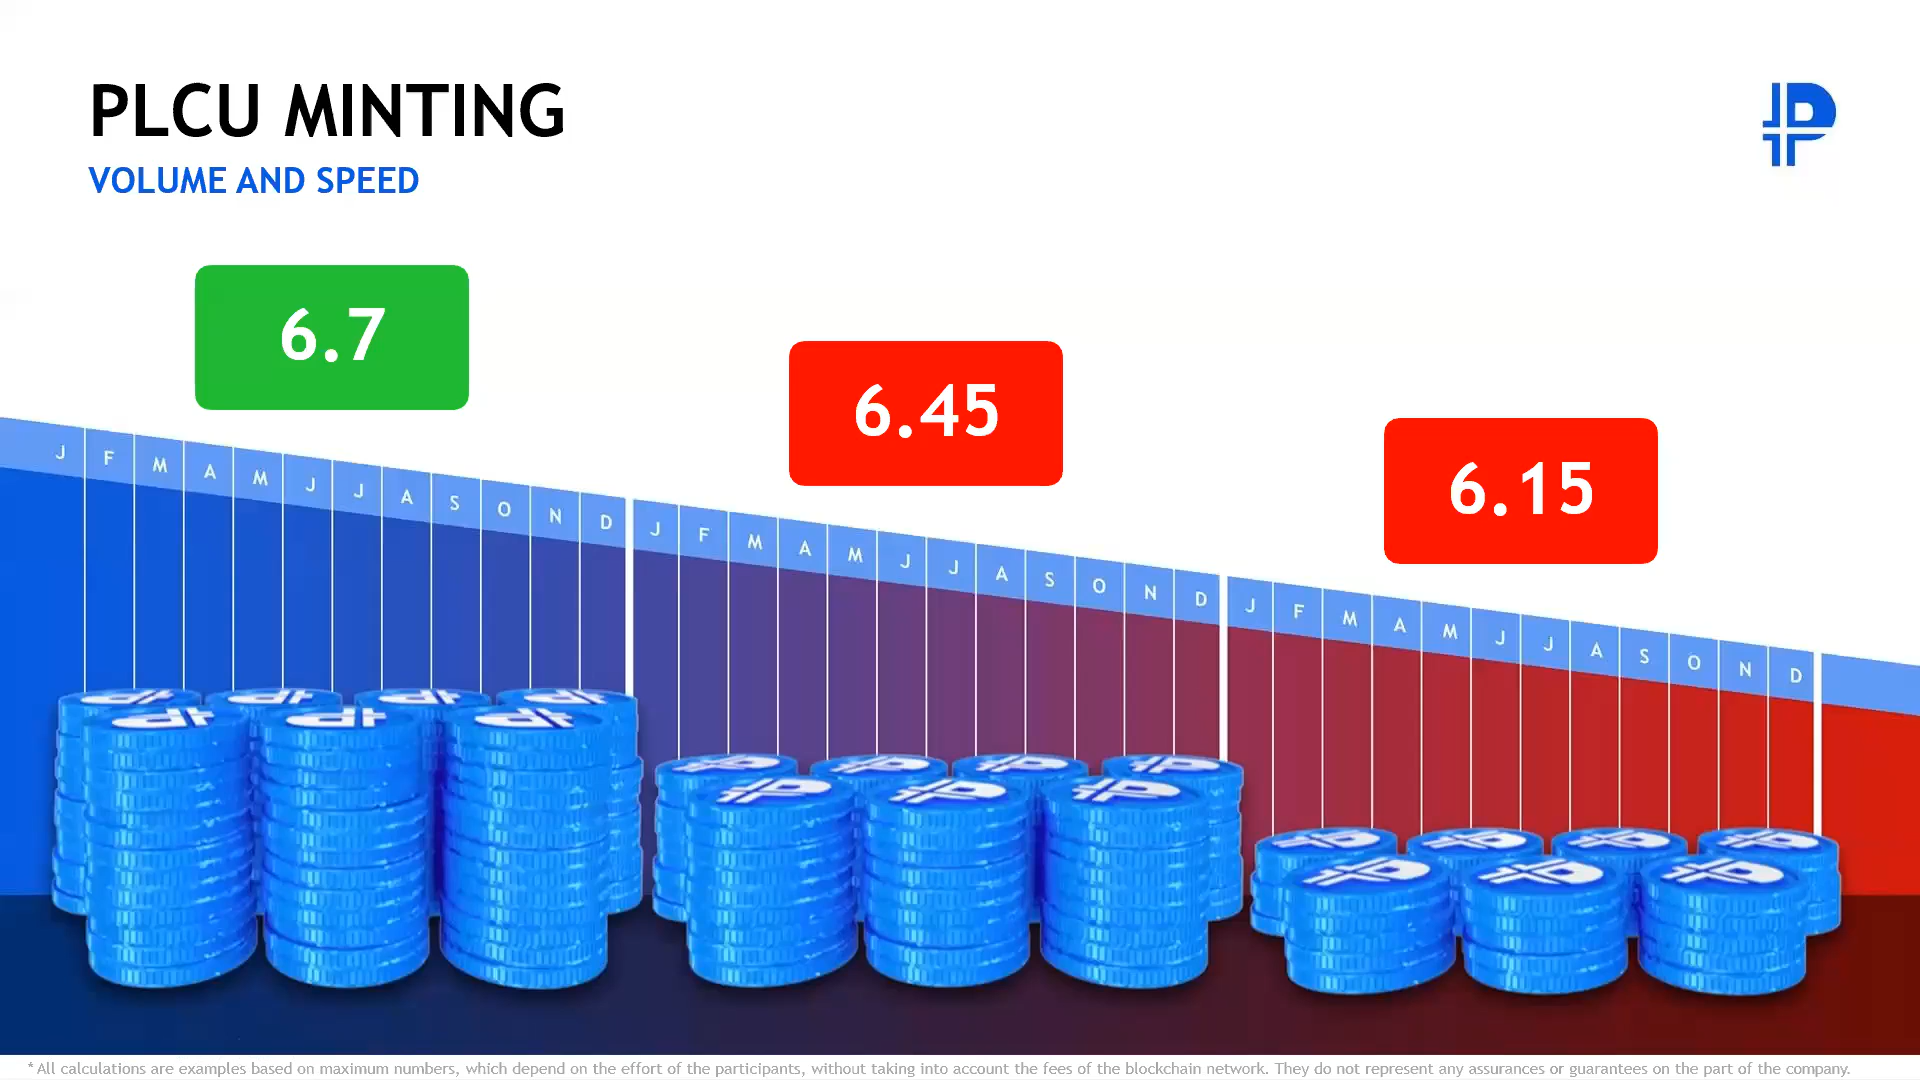 PLCU MINTING
VOLUME AND SPEED
6.7
6.45
6.15
J F M A M J J A S O N D J F M A M J J A S O N D J F M A M J J A S O N D
* All calculations are examples based on maximum numbers, which depend on the effort of the participants, without taking into account the fees of the blockchain network. They do not represent any assurances or guarantees on the part of the company.